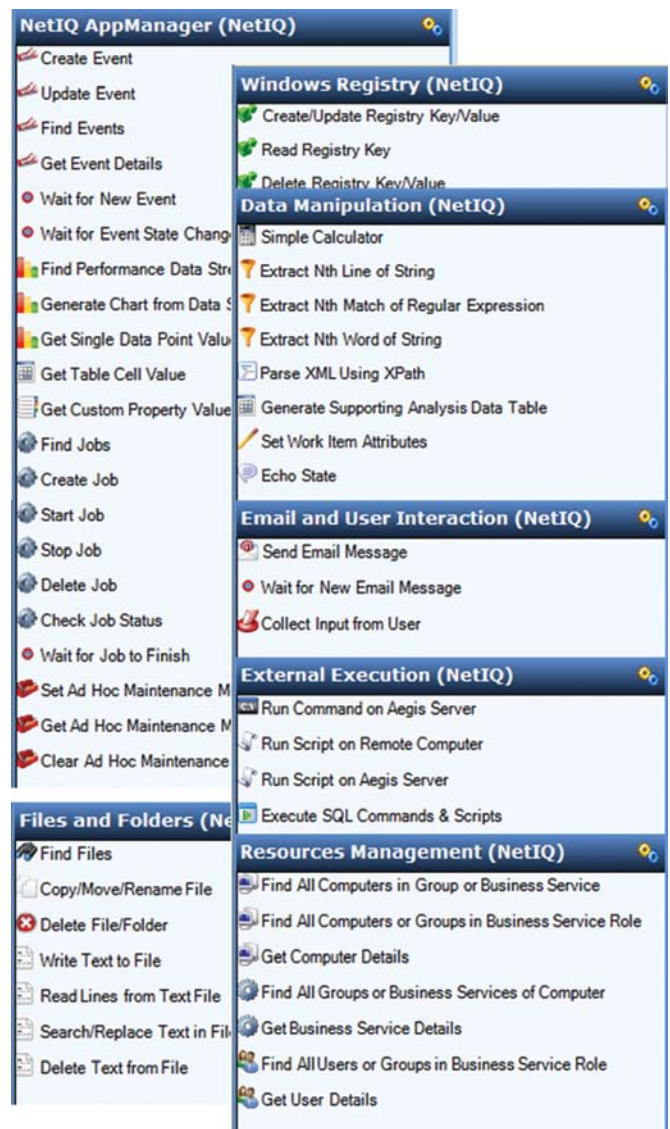 NetIQ AppManager (NetIQ)
Create Event
Update Event
Find Events
Get Event Details
Wait for New Event
Wait for Event State Chang
Find Performance Data Stre
Generate Chart from Data S
Get Single Data Point Valu
Get Table Cell Value
Get Custom Property Value
Find Jobs
Create Job
Start Job
Stop Job
Delete Job
Check Job Status
Wait for Job to Finish
Set Ad Hoc Maintenance M
Get Ad Hoc Maintenance M
Clear Ad Hoc Maintenance
Files and Folders (Ne
Find Files
Copy/Move/Rename File
Delete File/Folder
Write Text to File
Read Lines from Text File
Search/Replace Text in File
Delete Text from File
Windows Registry (NetIQ)
Create/Update Registry Key/Value
Read Registry Key
Delete Registry Key/Value
Data Manipulation (NetIQ)
Simple Calculator
Extract Nth Line of String
Extract Nth Match of Regular Expression
Extract Nth Word of String
Parse XML Using XPath
Generate Supporting Analysis Data Table
Set Work Item Attributes
Echo State
Email and User Interaction (NetIQ)
Send Email Message
Wait for New Email Message
Collect Input from User
External Execution (NetIQ)
Run Command on Aegis Server
Run Script on Remote Computer
Run Script on Aegis Server
Execute SQL Commands & Scripts
Resources Management (NetIQ)
Find All Computers in Group or Business Service
Find All Computers or Groups in Business Service Role
Get Computer Details
Find All Groups or Business Services of Computer
Get Business Service Details
Find All Users or Groups in Business Service Role
Get User Details